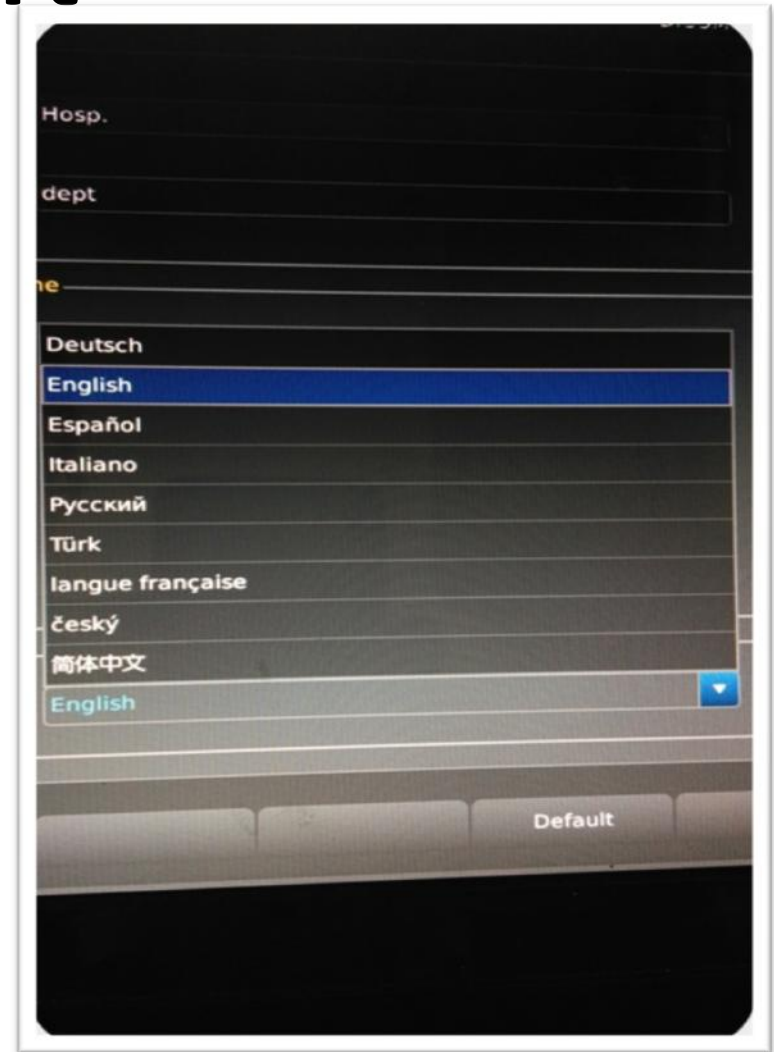 Hosp.
dept
ne
Deutsch
English
Español
Italiano
Русский
Türk
langue française
český
简体中文
English
Default